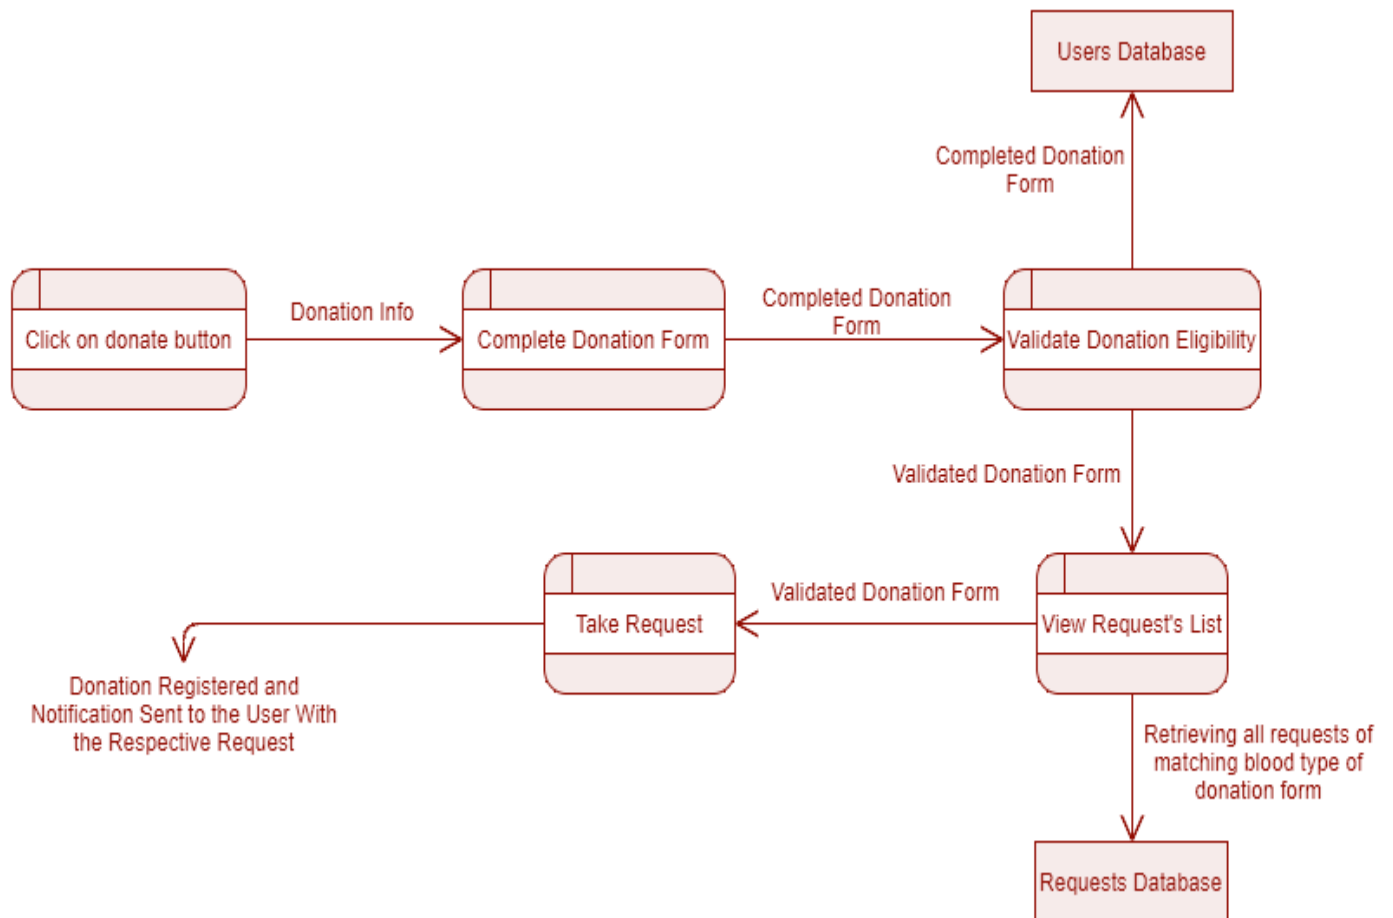 Users Database
Completed Donation
Form
Click on donate button
Donation Info
Complete Donation Form
Completed Donation
Form
Validate Donation Eligibility
Validated Donation Form
View Request's List
Validated Donation Form
Take Request
Donation Registered and
Notification Sent to the User With
the Respective Request
Retrieving all requests of
matching blood type of
donation form
Requests Database